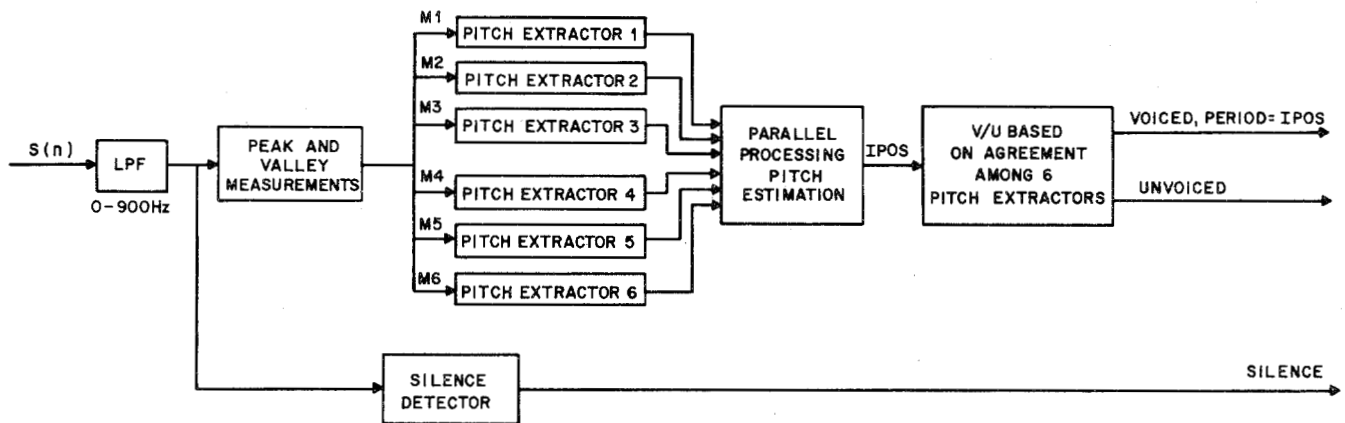 S(n)
LPF
0-900Hz
PEAK AND
VALLEY
MEASUREMENTS
M1
PITCH EXTRACTOR 1
M2
PITCH EXTRACTOR 2
M3
PITCH EXTRACTOR 3
M4
PITCH EXTRACTOR 4
M5
PITCH EXTRACTOR 5
M6
PITCH EXTRACTOR 6
PARALLEL
PROCESSING
PITCH
ESTIMATION
IPOS
V/U BASED
ON AGREEMENT
AMONG 6
PITCH EXTRACTORS
VOICED, PERIOD= IPOS
UNVOICED
SILENCE
DETECTOR
SILENCE